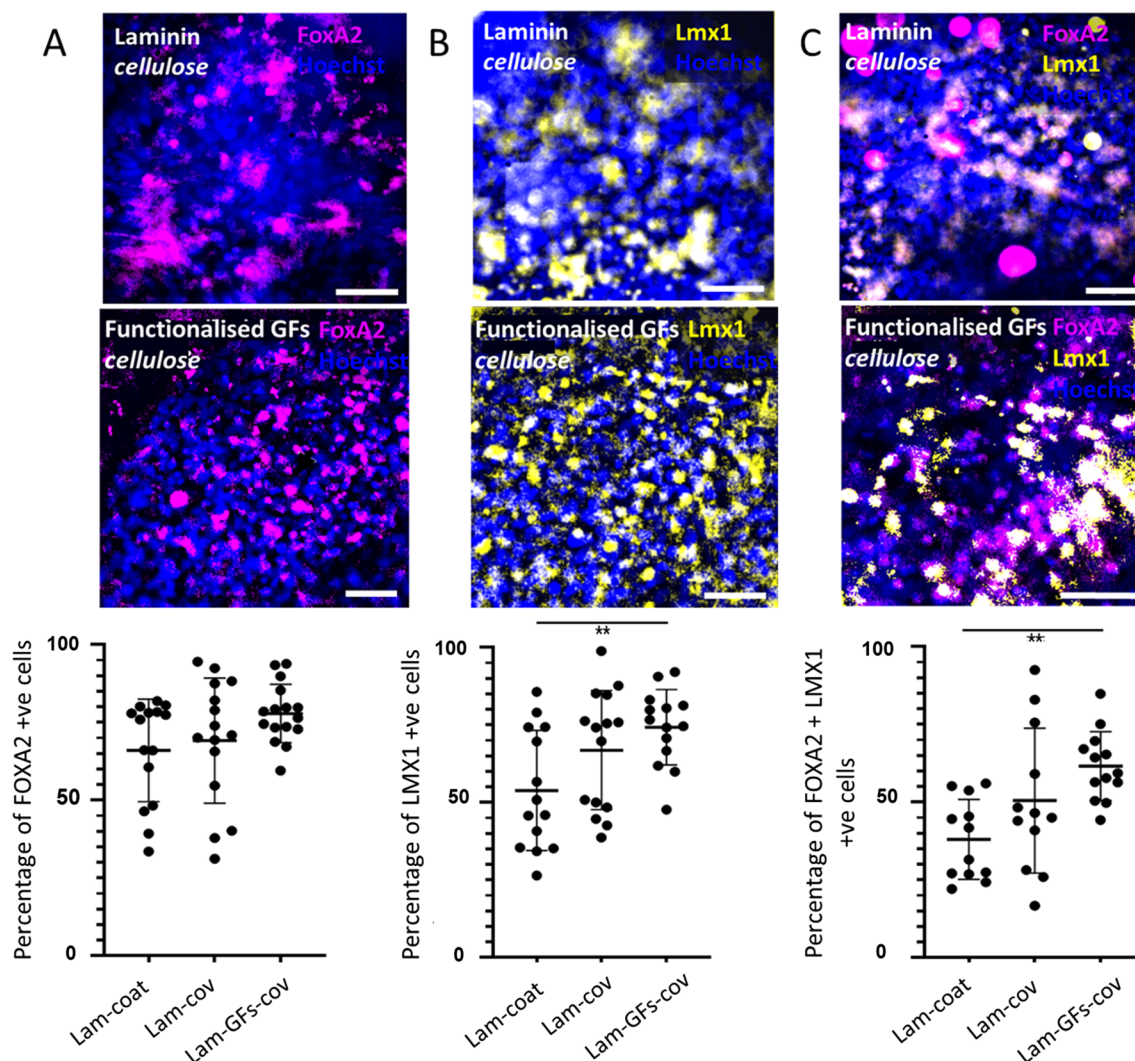 A
Laminin
cellulose
FoxA2
Hoechst
B
Laminin
cellulose
Lmx1
Hoechst
C
Laminin
cellulose
FoxA2
Lmx1
Hoechst
Functionalised GFs
cellulose
FoxA2
Hoechst
Functionalised GFs
cellulose
Lmx1
Hoechst
Functionalised GFs
cellulose
FoxA2
Lmx1
Hoechst
Percentage of FOXA2 +ve cells
100
50
0
Lam-coat
Lam-cov
Lam-GFs-cov
Percentage of LMX1 +ve cells
100
50
0
**
Lam-coat
Lam-cov
Lam-GFs-cov
Percentage of FOXA2 + LMX1
+ve cells
100
50
0
**
Lam-coat
Lam-cov
Lam-GFs-cov